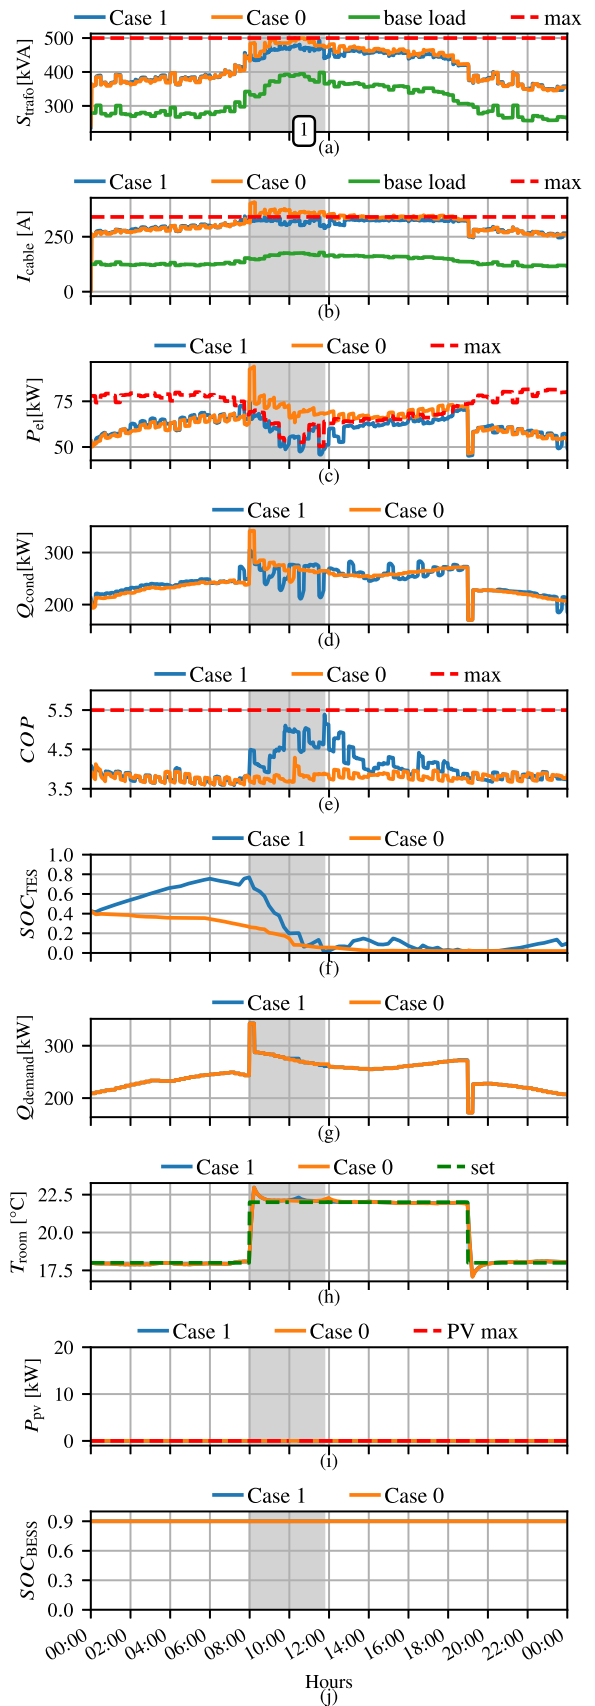 Case 1 Case 0 base load max
500
400
300
S_trafo [kVA]
1
(a)
Case 1 Case 0 base load max
250
0
I_cable [A]
(b)
Case 1 Case 0 max
75
50
P_el[kW]
(c)
Case 1 Case 0
300
200
Q_cond[kW]
(d)
Case 1 Case 0 max
5.5
4.5
3.5
COP
(e)
Case 1 Case 0
1.0
0.8
0.6
0.4
0.2
0.0
SOC_TES
(f)
Case 1 Case 0
300
200
Q_demand[kW]
(g)
Case 1 Case 0 set
22.5
20.0
17.5
T_room [°C]
(h)
Case 1 Case 0 PV max
20
10
0
P_pv [kW]
(i)
Case 1 Case 0
0.9
0.6
0.3
0.0
SOC_BESS
00:00 02:00 04:00 06:00 08:00 10:00 12:00 14:00 16:00 18:00 20:00 22:00 00:00
Hours
(j)